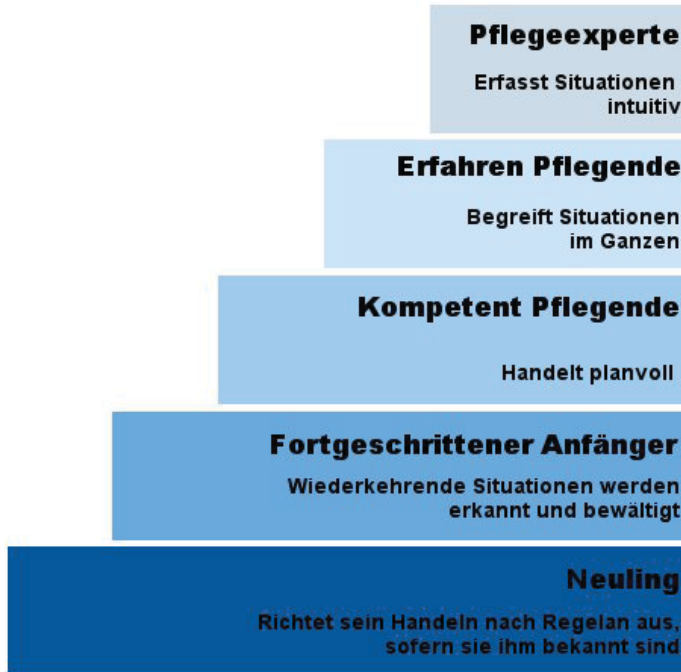 Pflegeexperte
Erfasst Situationen
intuitiv
Erfahren Pflegende
Begreift Situationen
im Ganzen
Kompetent Pflegende
Handelt planvoll
Fortgeschrittener Anfänger
Wiederkehrende Situationen werden
erkannt und bewältigt
Neuling
Richtet sein Handeln nach Regelan aus,
sofern sie ihm bekannt sind